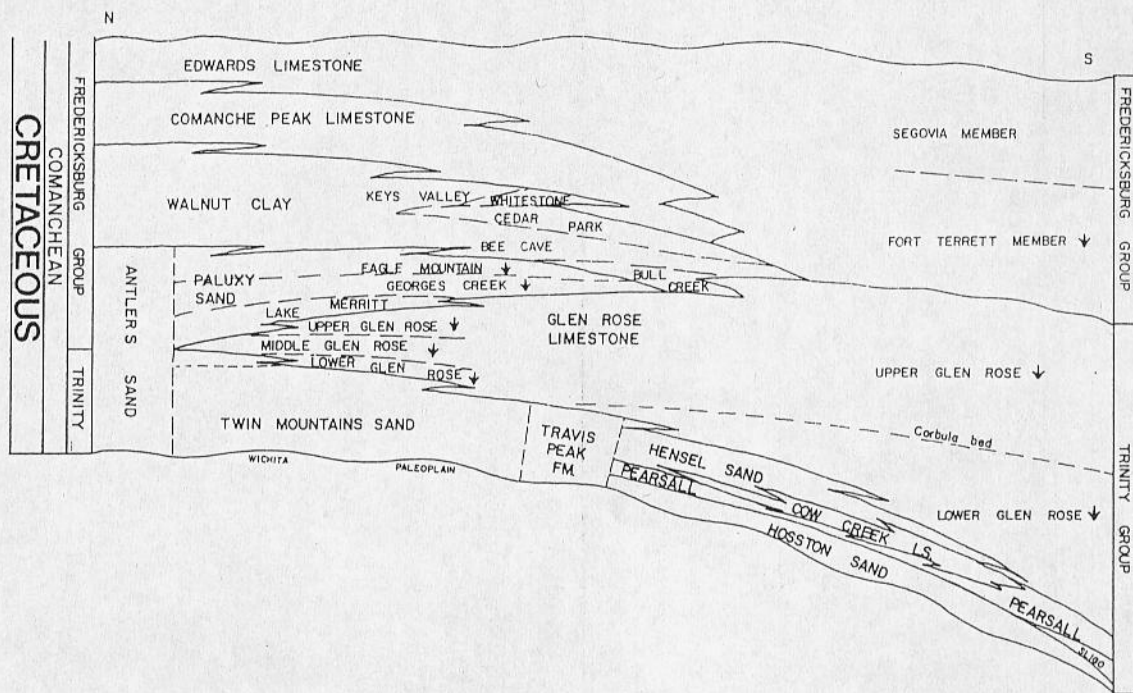 N
S
CRETACEOUS
COMANCHEAN
FREDERICKSBURG GROUP
TRINITY
ANTLERS SAND
EDWARDS LIMESTONE
COMANCHE PEAK LIMESTONE
WALNUT CLAY
KEYS VALLEY
WHITESTONE
CEDAR PARK
BEE CAVE
PALUXY
SAND
EAGLE MOUNTAIN
GEORGES CREEK
BULL
CREEK
LAKE MERRITT
UPPER GLEN ROSE
MIDDLE GLEN ROSE
LOWER GLEN ROSE
GLEN ROSE
LIMESTONE
TWIN MOUNTAINS SAND
WICHITA PALEOPLAIN
TRAVIS
PEAK
FM.
HENSEL SAND
PEARSALL
COW CREEK LS.
HOSSTON SAND
PEARSALL
SLIGO
SEGOVIA MEMBER
FORT TERRETT MEMBER
UPPER GLEN ROSE
Corbula bed
LOWER GLEN ROSE
FREDERICKSBURG GROUP
TRINITY GROUP